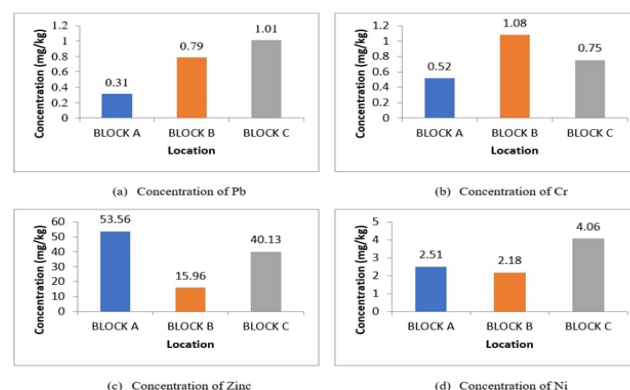 Concentration (mg/kg)
1.2
1
0.8
0.6
0.4
0.2
0
0.31
0.79
1.01
BLOCK A BLOCK B BLOCK C
Location
(a) Concentration of Pb
Concentration (mg/kg)
1.2
1
0.8
0.6
0.4
0.2
0
0.52
1.08
0.75
BLOCK A BLOCK B BLOCK C
Location
(b) Concentration of Cr
Concentration (mg/kg)
60
50
40
30
20
10
0
53.56
15.96
40.13
BLOCK A BLOCK B BLOCK C
Location
(c) Concentration of Zinc
Concentration (mg/kg)
5
4
3
2
1
0
2.51
2.18
4.06
BLOCK A BLOCK B BLOCK C
Location
(d) Concentration of Ni